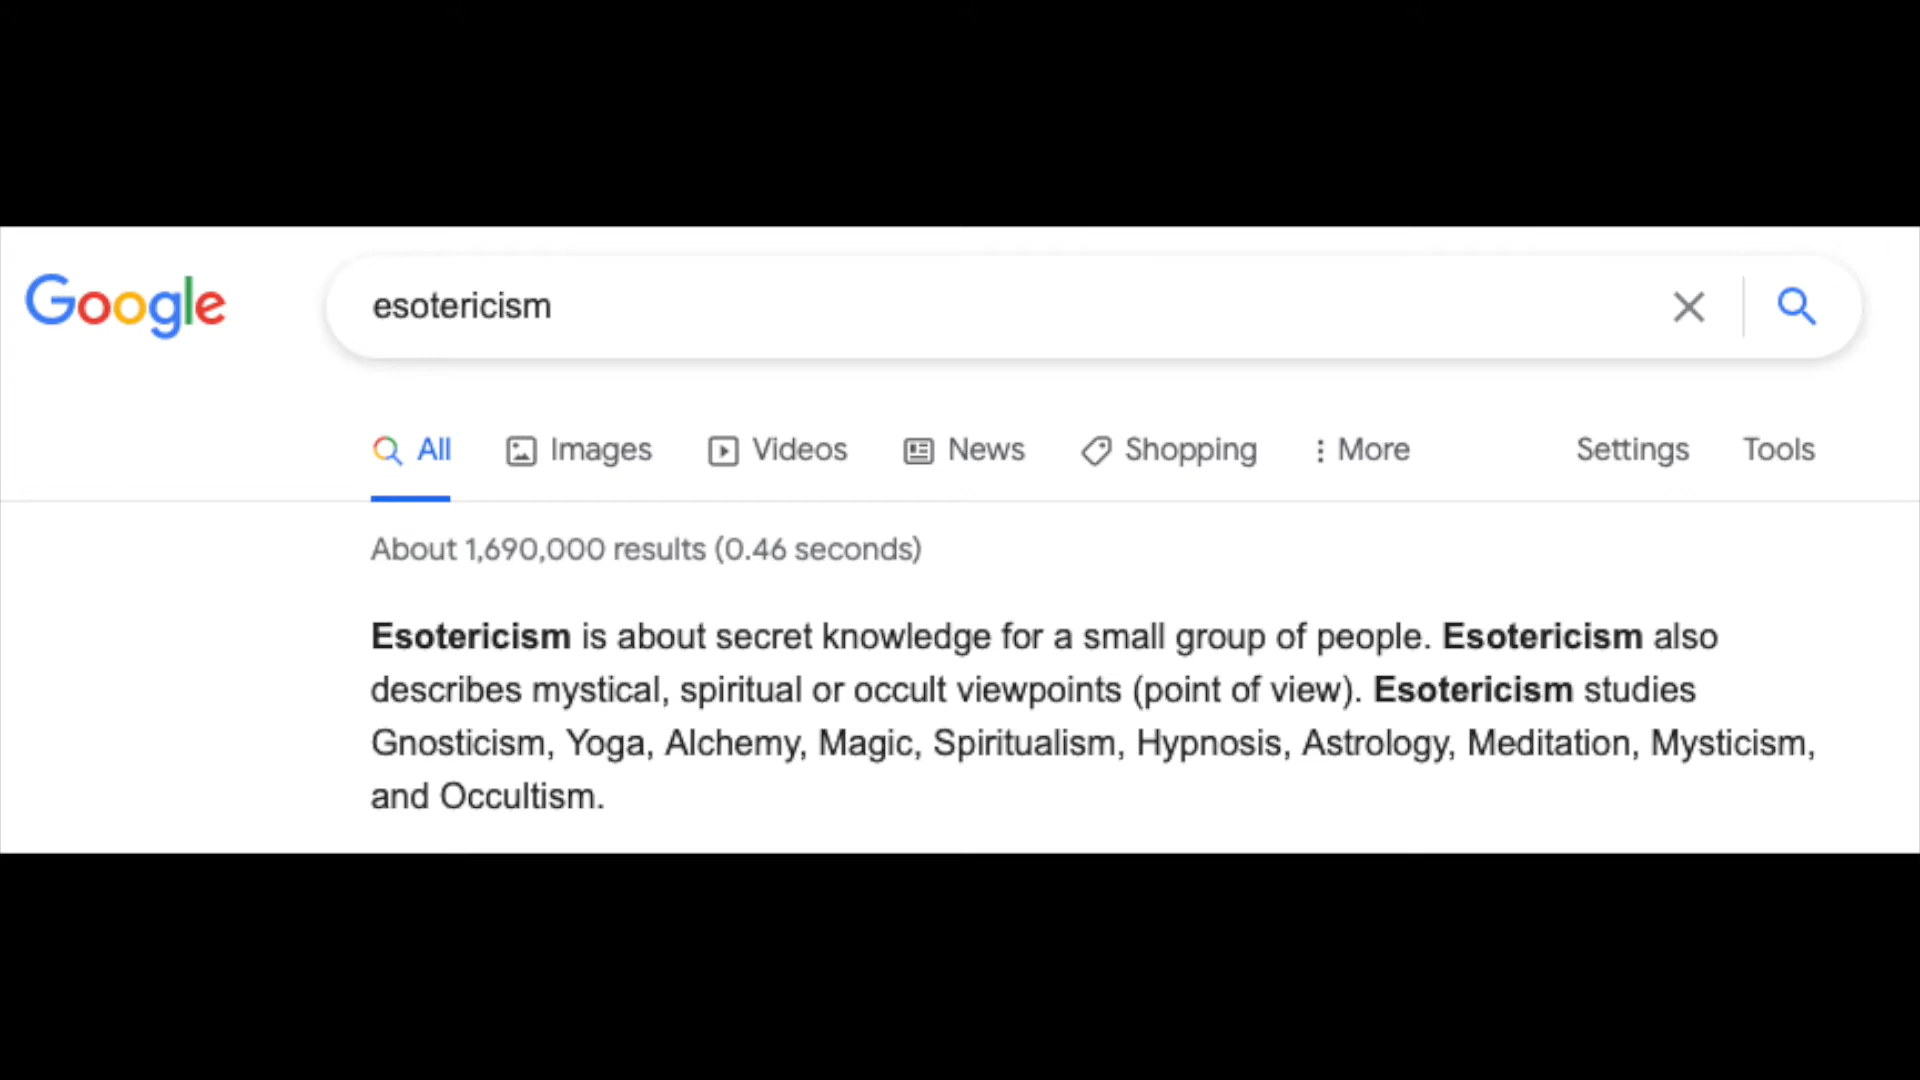 Google
esotericism
All Images Videos News Shopping More Settings Tools
About 1,690,000 results (0.46 seconds)
Esotericism is about secret knowledge for a small group of people. Esotericism also
describes mystical, spiritual or occult viewpoints (point of view). Esotericism studies
Gnosticism, Yoga, Alchemy, Magic, Spiritualism, Hypnosis, Astrology, Meditation, Mysticism,
and Occultism.